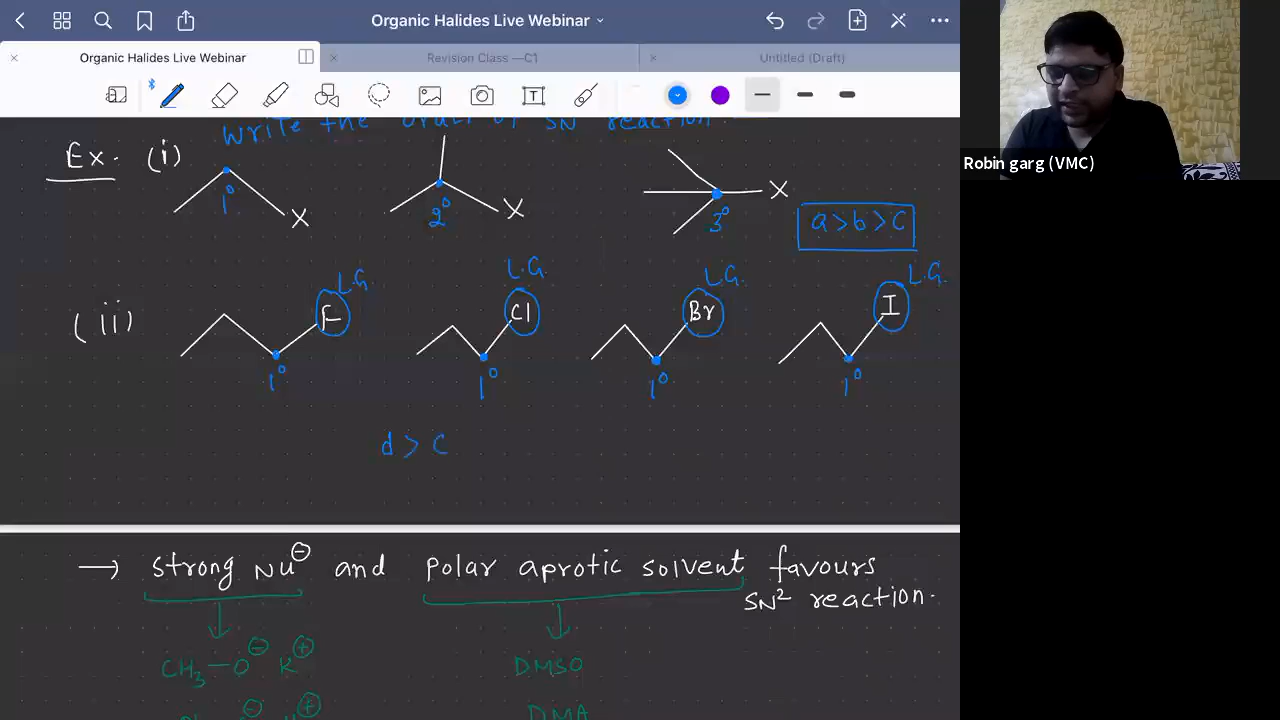 Organic Halides Live Webinar
Organic Halides Live Webinar
Revision Class —C1
Untitled (Draft)
T
Robin garg (VMC)
Write the order of SN reaction
Ex. (i)
1° X
2° X
3° X
a > b > c
(ii)
L.G. L.G. L.G. L.G.
F Cl Br I
1° 1° 1° 1°
d > c
→ strong Nu⊖ and polar aprotic solvent favours
SN² reaction.
CH₃—O⊖ K⊕ DMSO
DMA